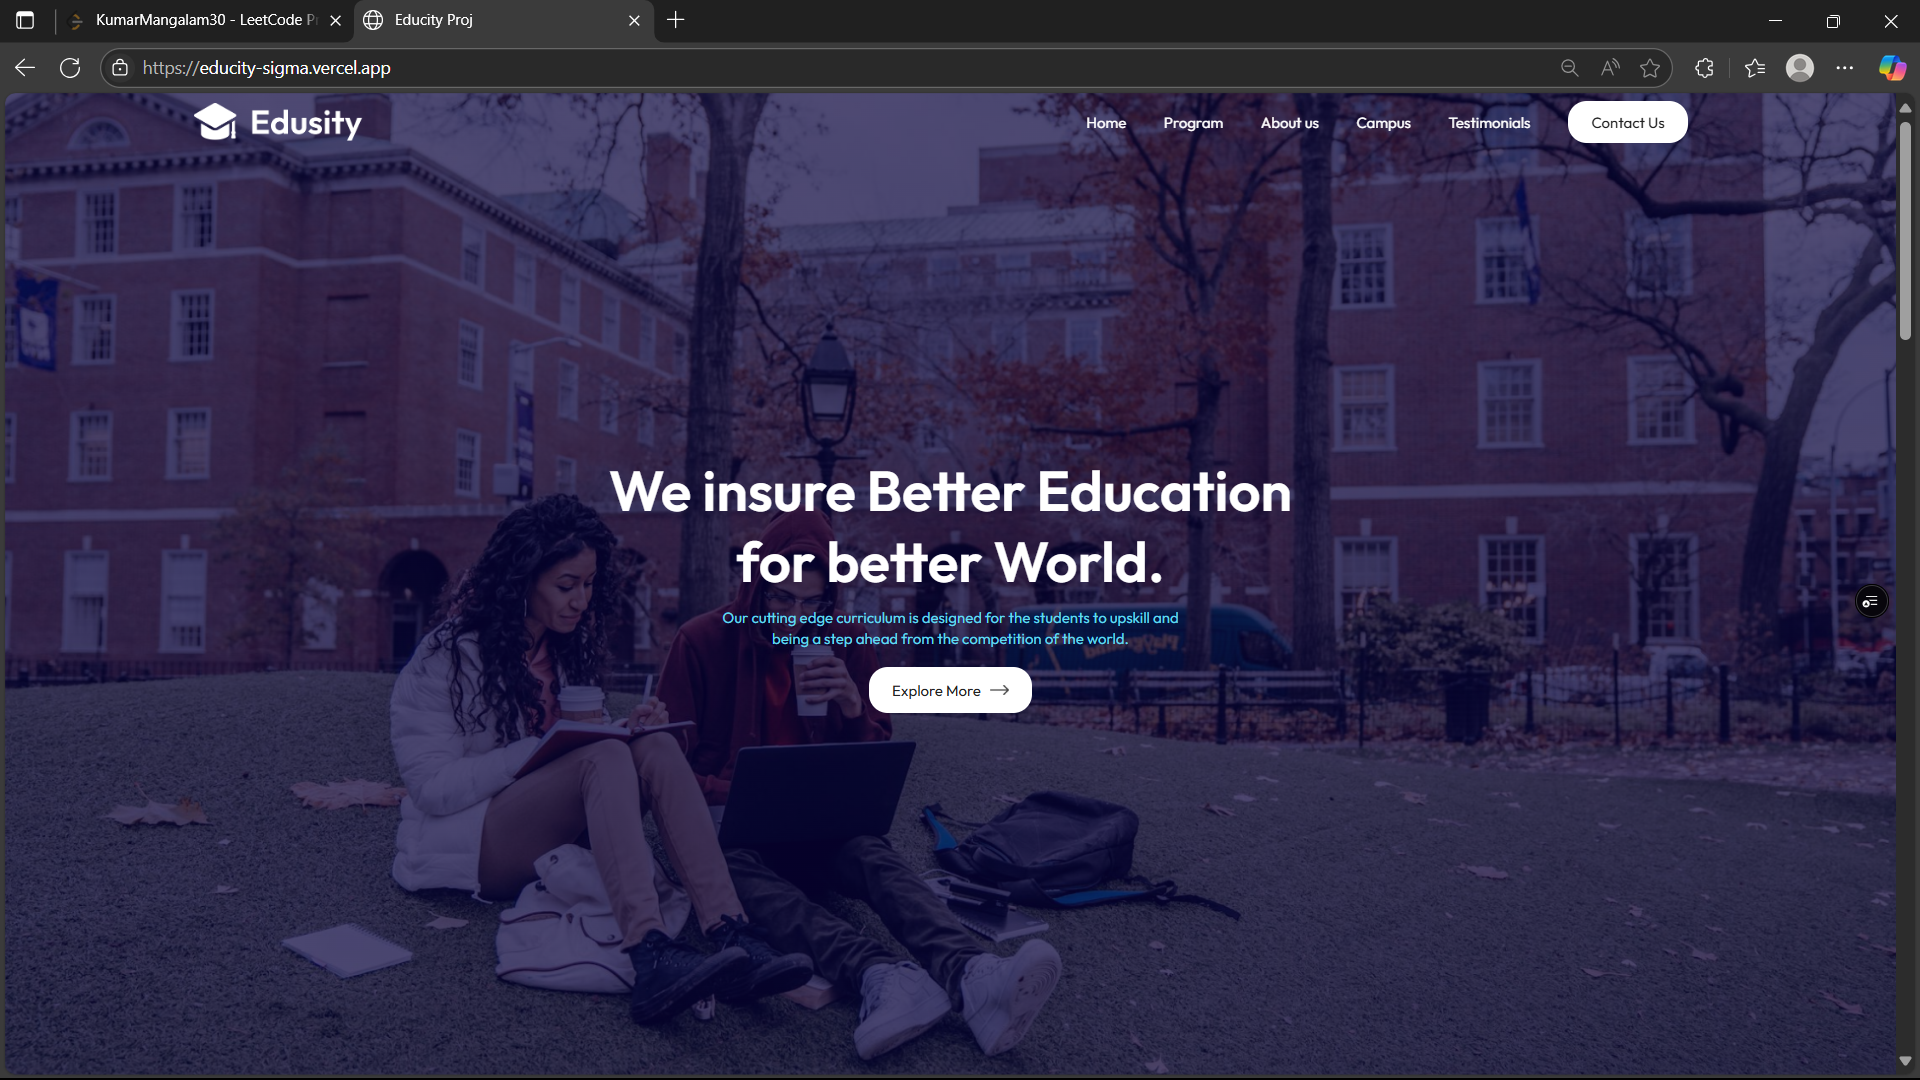 KumarMangalam30 - LeetCode
Educity Proj
https://educity-sigma.vercel.app
Edusity
Home
Program
About us
Campus
Testimonials
Contact Us
We insure Better Education
for better World.
Our cutting edge curriculum is designed for the students to upskill and
being a step ahead from the competition of the world.
Explore More